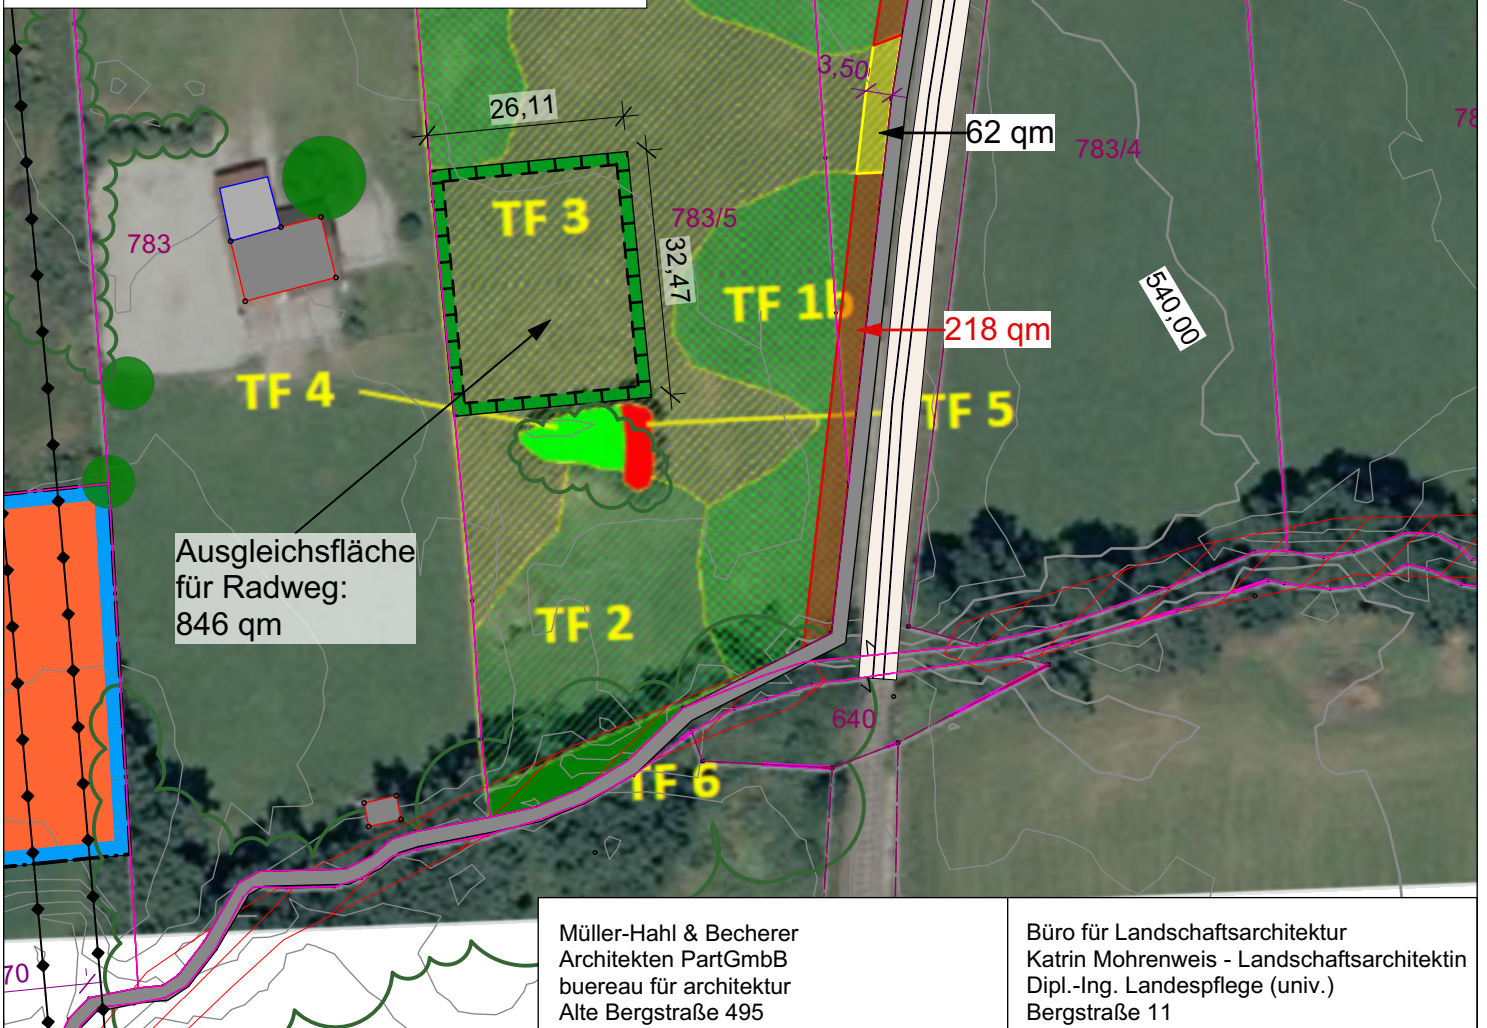 3,50
26,11
62 qm
783/4
78
TF 3
783/5
783
32,47
TF 1b
540,00
218 qm
TF 4
TF 5
Ausgleichsfläche
für Radweg:
846 qm
TF 2
640
TF 6
70
Müller-Hahl & Becherer
Architekten PartGmbB
buereau für architektur
Alte Bergstraße 495
Büro für Landschaftsarchitektur
Katrin Mohrenweis - Landschaftsarchitektin
Dipl.-Ing. Landespflege (univ.)
Bergstraße 11